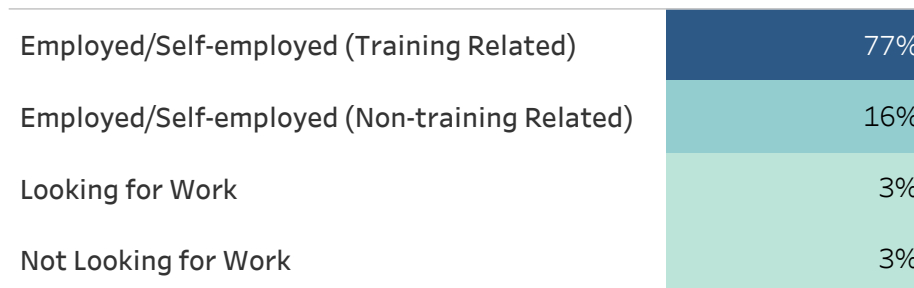 Employed/Self-employed (Training Related) 77%
Employed/Self-employed (Non-training Related) 16%
Looking for Work 3%
Not Looking for Work 3%